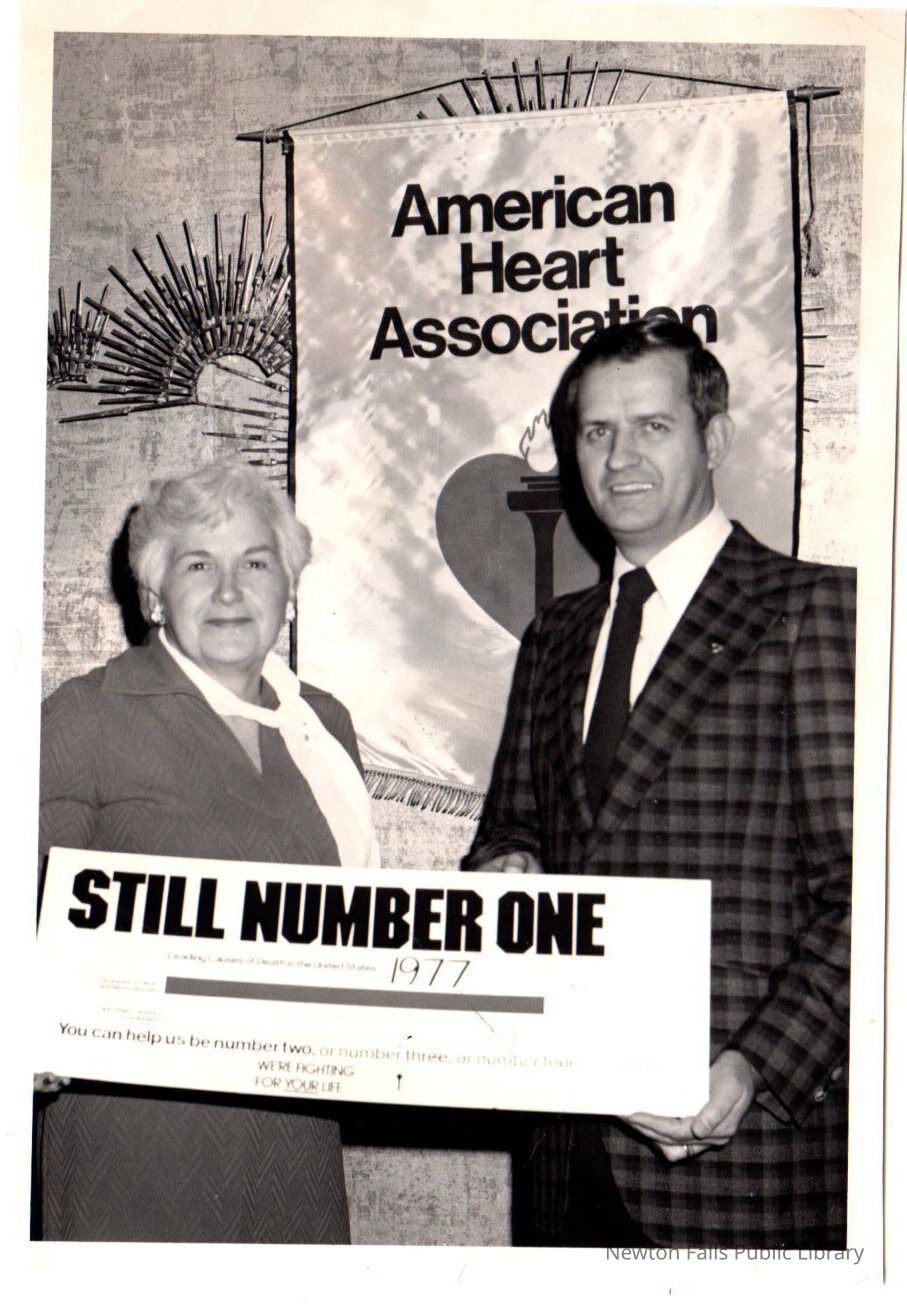 American
Heart
Association
STILL NUMBER ONE
Leading Causes of Death in the United States 1977
You can help us be number two, or number three, or number four
WE'RE FIGHTING
FOR YOUR LIFE
Newton Falls Public Library